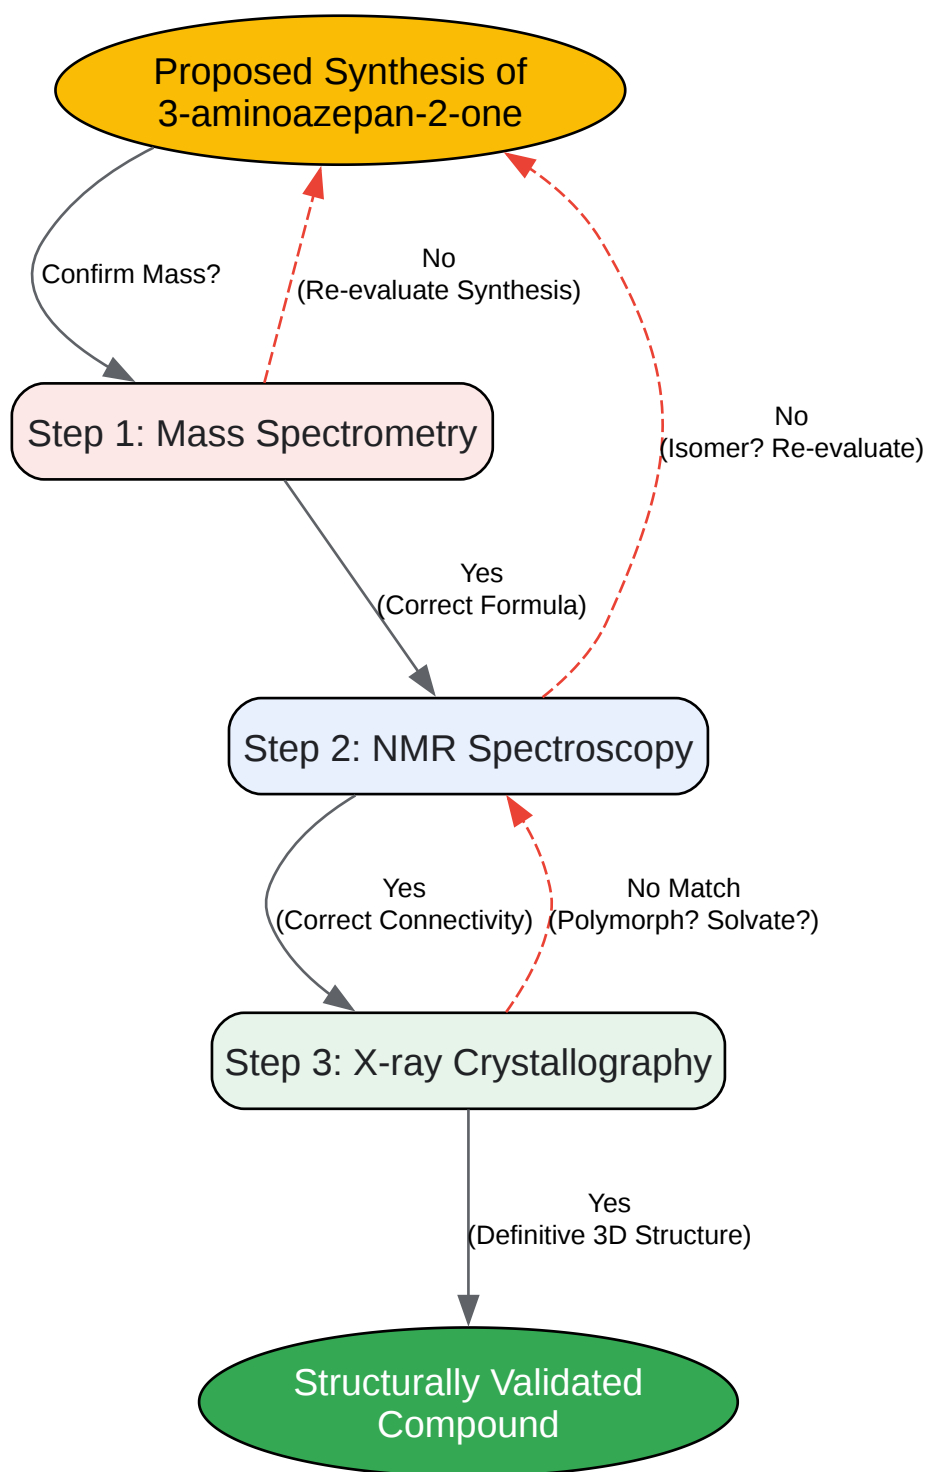 Proposed Synthesis of
3-aminoazepan-2-one
Confirm Mass?
No
(Re-evaluate Synthesis)
No
(Isomer? Re-evaluate)
Step 1: Mass Spectrometry
Yes
(Correct Formula)
Step 2: NMR Spectroscopy
Yes
(Correct Connectivity)
No Match
(Polymorph? Solvate?)
Step 3: X-ray Crystallography
Yes
(Definitive 3D Structure)
Structurally Validated
Compound